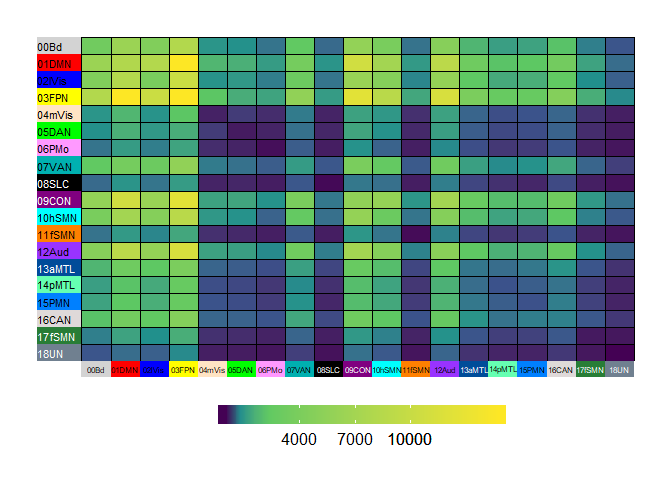 00Bd
01DMN
02Vis
03FPN
04mVis
05DAN
06PMo
07VAN
08SLC
09CON
10hSMN
11fSMN
12Aud
13aMTL
14pMTL
15PMN
16CAN
17fSMN
18UN
00Bd 01DMN 02Vis 03FPN 04mVis 05DAN 06PMo 07VAN 08SLC 09CON 10hSMN 11fSMN 12Aud 13aMTL 14pMTL 15PMN 16CAN 17fSMN 18UN
4000 7000 10000